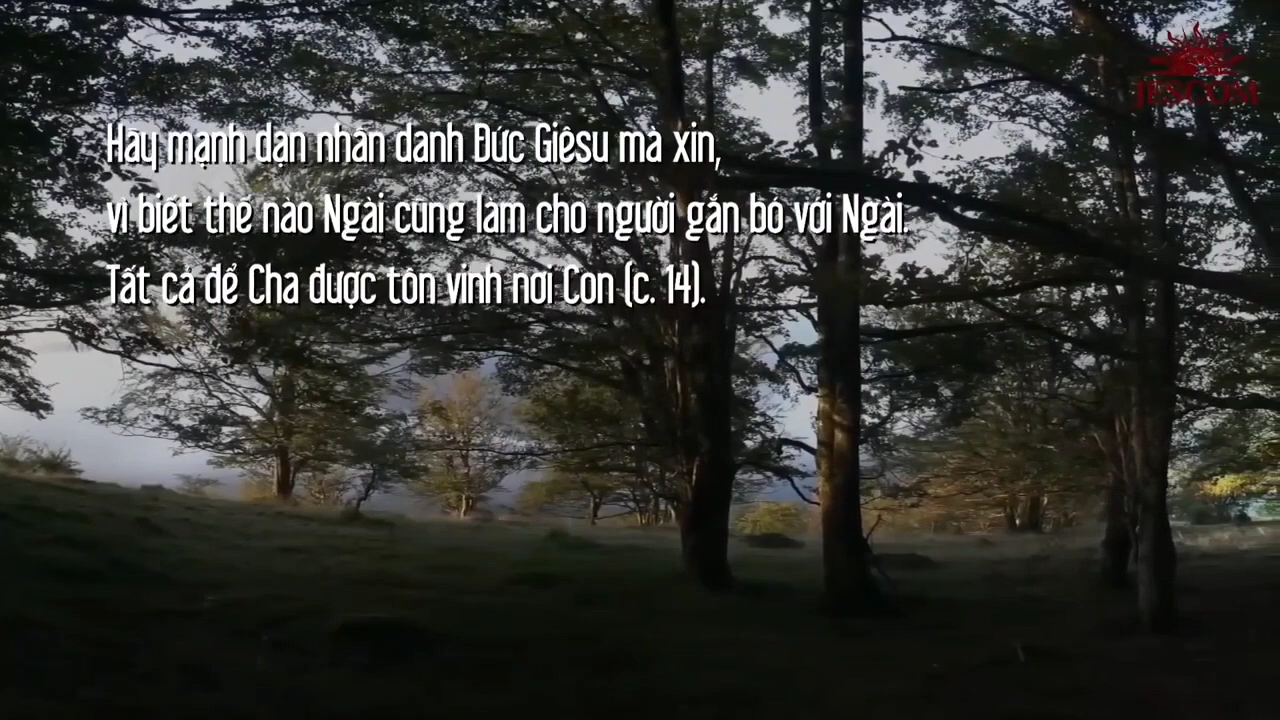 JESCOM
Hãy mạnh dạn nhân danh Đức Giêsu mà xin,
vì biết thế nào Ngài cũng làm cho người gắn bó với Ngài.
Tất cả để Cha được tôn vinh nơi Con (c. 14).